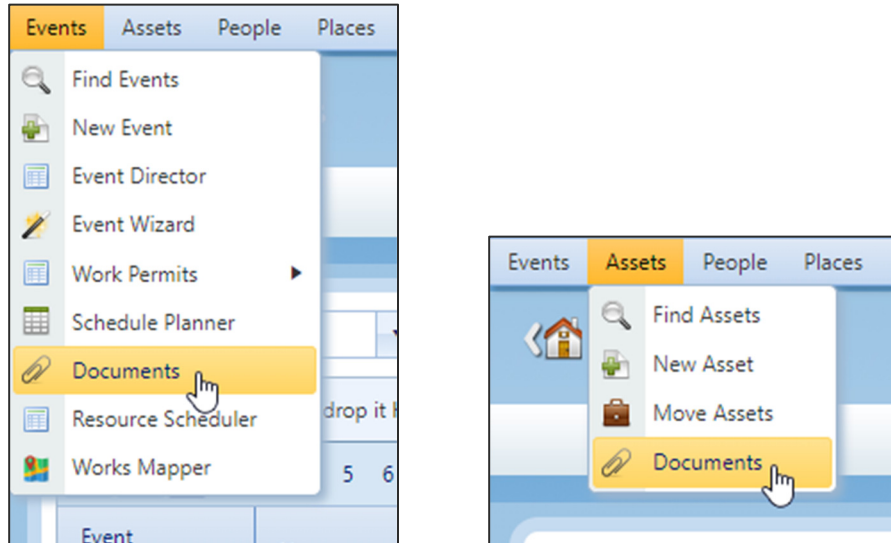 Events Assets People Places
Find Events
New Event
Event Director
Event Wizard
Work Permits
Schedule Planner
Documents
Resource Scheduler
drop it
Works Mapper
5 6
Event
Events Assets People Places
Find Assets
New Asset
Move Assets
Documents